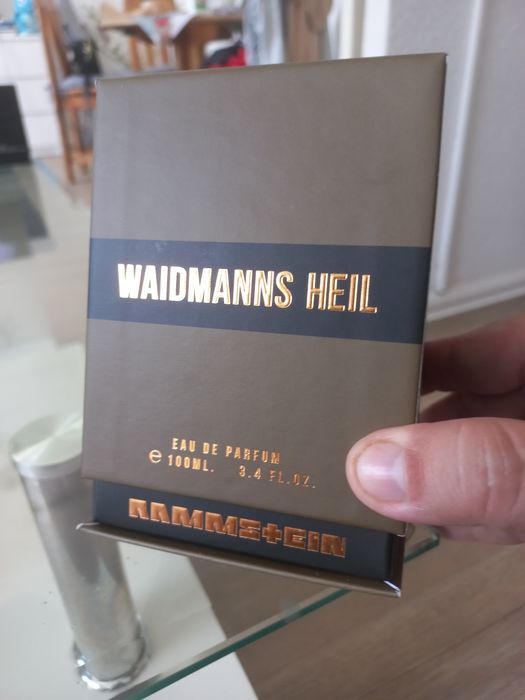 WAIDMANNS HEIL
EAU DE PARFUM
e 100ML. 3.4 FL.OZ.
RAMMSTEIN